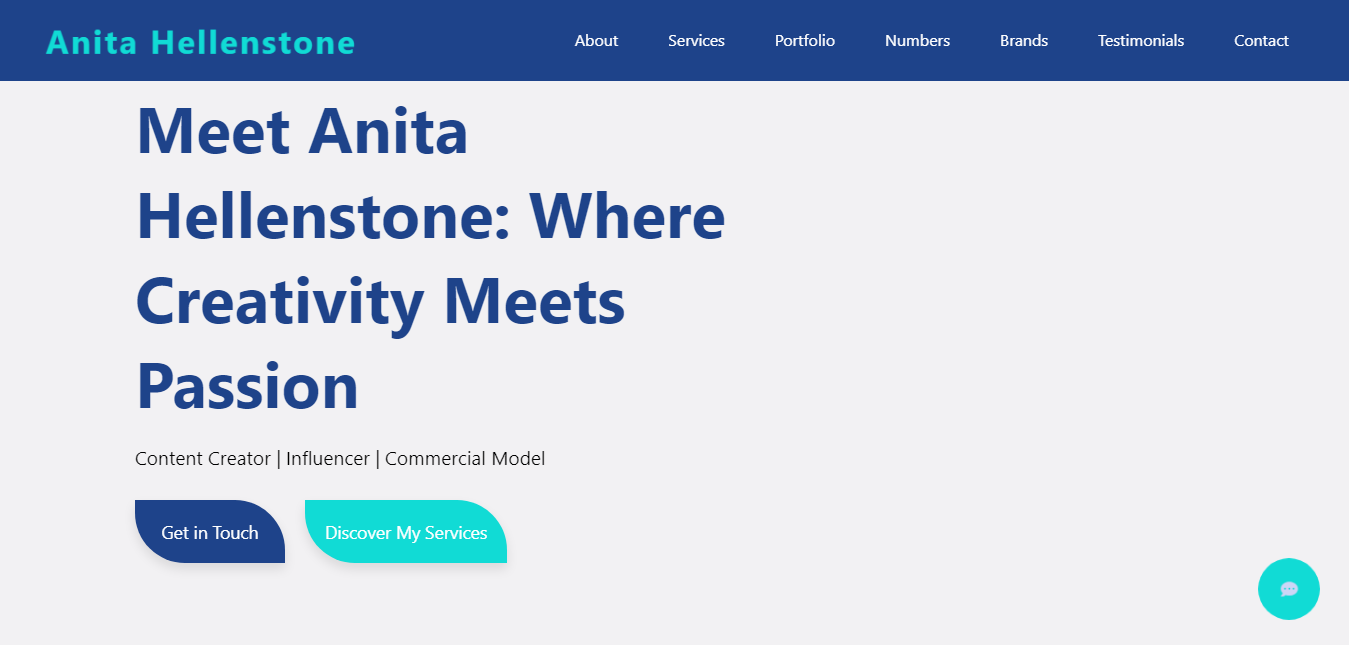 Anita Hellenstone
About Services Portfolio Numbers Brands Testimonials Contact
Meet Anita
Hellenstone: Where
Creativity Meets
Passion
Content Creator | Influencer | Commercial Model
Get in Touch Discover My Services